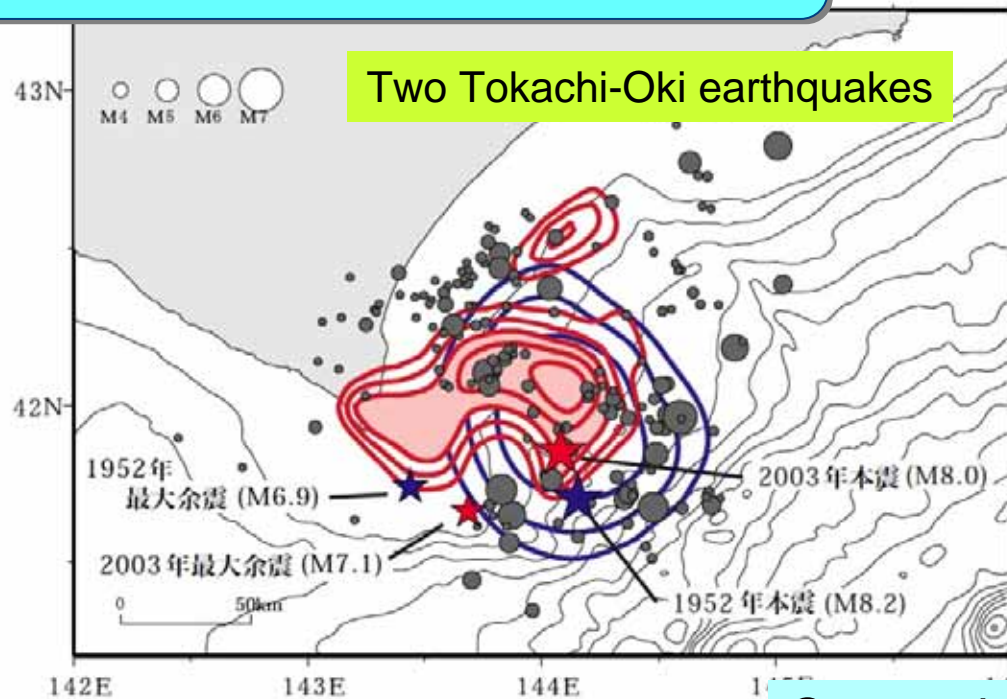 Two Tokachi-Oki earthquakes
43N
M4 M5 M6 M7
42N
1952年
最大余震 (M6.9)
2003年本震 (M8.0)
2003年最大余震 (M7.1)
1952年本震 (M8.2)
0 50km
142E 143E 144E